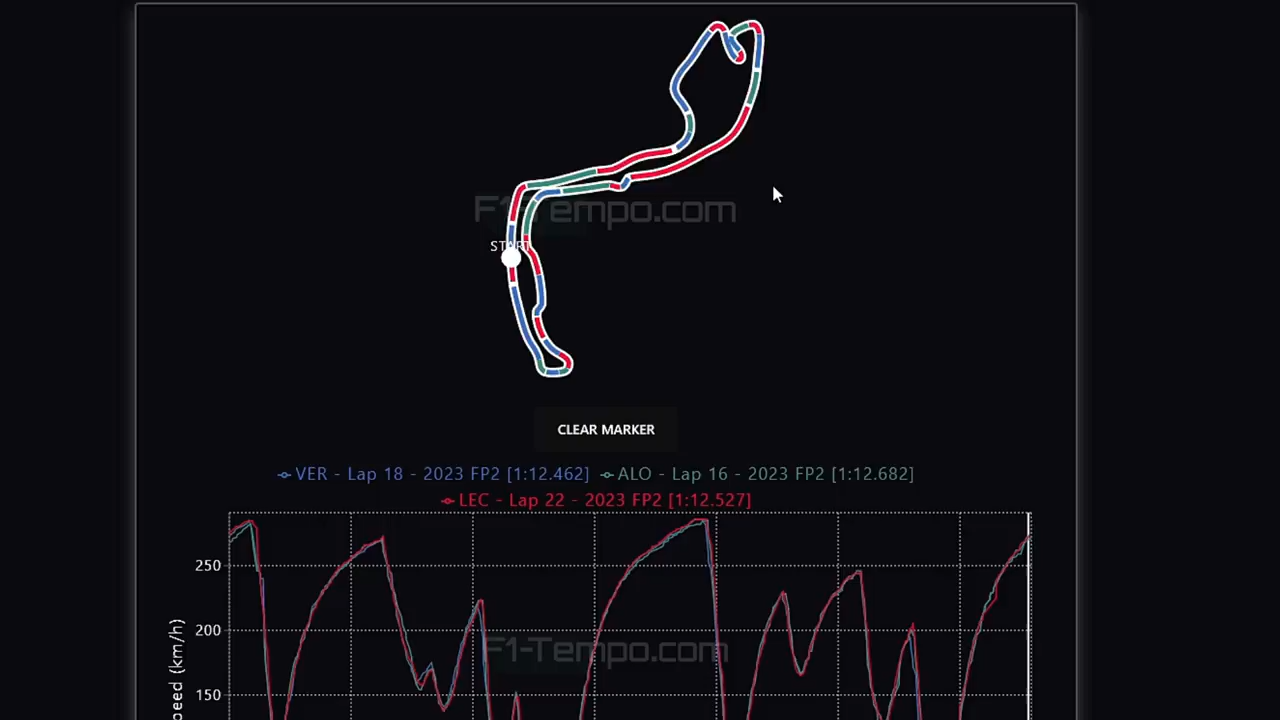 F1-Tempo.com
START
CLEAR MARKER
VER - Lap 18 - 2023 FP2 [1:12.462] ALO - Lap 16 - 2023 FP2 [1:12.682]
LEC - Lap 22 - 2023 FP2 [1:12.527]
250
200
F1-Tempo.com
150
peed (km/h)